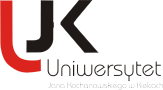 UJK
Uniwersytet
Jana Kochanowskiego w Kielcach